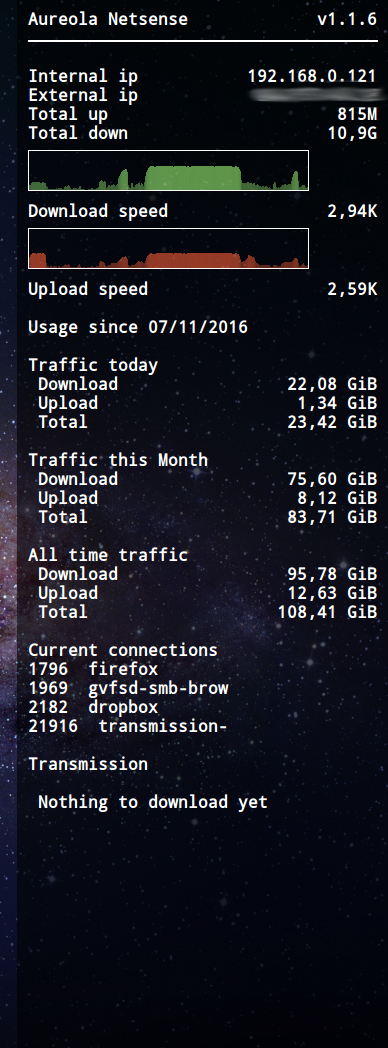 Aureola Netsense v1.1.6
Internal ip 192.168.0.121
External ip
Total up 815M
Total down 10,9G
Download speed 2,94K
Upload speed 2,59K
Usage since 07/11/2016
Traffic today
Download 22,08 GiB
Upload 1,34 GiB
Total 23,42 GiB
Traffic this Month
Download 75,60 GiB
Upload 8,12 GiB
Total 83,71 GiB
All time traffic
Download 95,78 GiB
Upload 12,63 GiB
Total 108,41 GiB
Current connections
1796 firefox
1969 gvfsd-smb-brow
2182 dropbox
21916 transmission-
Transmission
Nothing to download yet